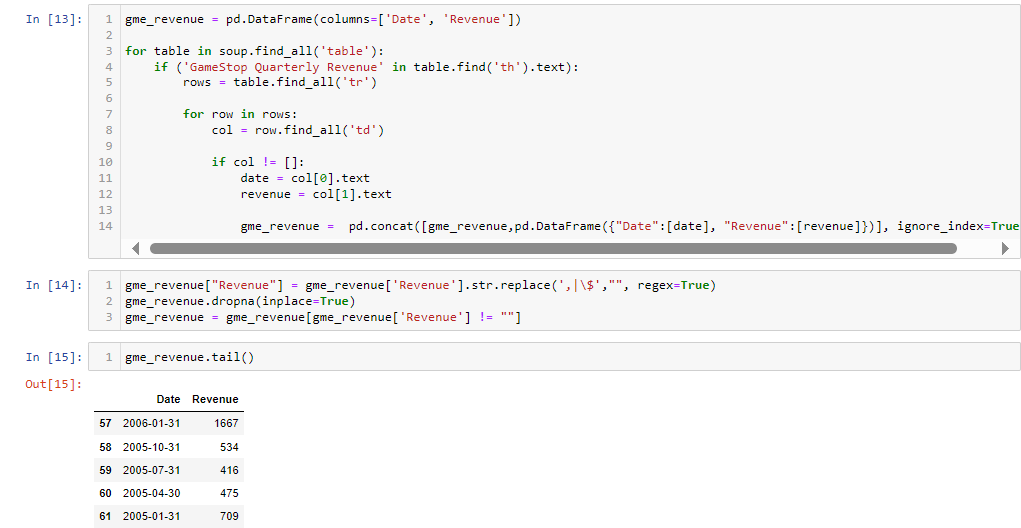 In [13]:
1 gme_revenue = pd.DataFrame(columns=['Date', 'Revenue'])
2
3 for table in soup.find_all('table'):
4     if ('GameStop Quarterly Revenue' in table.find('th').text):
5         rows = table.find_all('tr')
6
7         for row in rows:
8             col = row.find_all('td')
9
10             if col != []:
11                 date = col[0].text
12                 revenue = col[1].text
13
14                 gme_revenue =  pd.concat([gme_revenue,pd.DataFrame({"Date":[date], "Revenue":[revenue]})], ignore_index=True
In [14]:
1 gme_revenue["Revenue"] = gme_revenue['Revenue'].str.replace(',|\$',"", regex=True)
2 gme_revenue.dropna(inplace=True)
3 gme_revenue = gme_revenue[gme_revenue['Revenue'] != ""]
In [15]:
1 gme_revenue.tail()
Out[15]:
Date Revenue
57 2006-01-31 1667
58 2005-10-31 534
59 2005-07-31 416
60 2005-04-30 475
61 2005-01-31 709